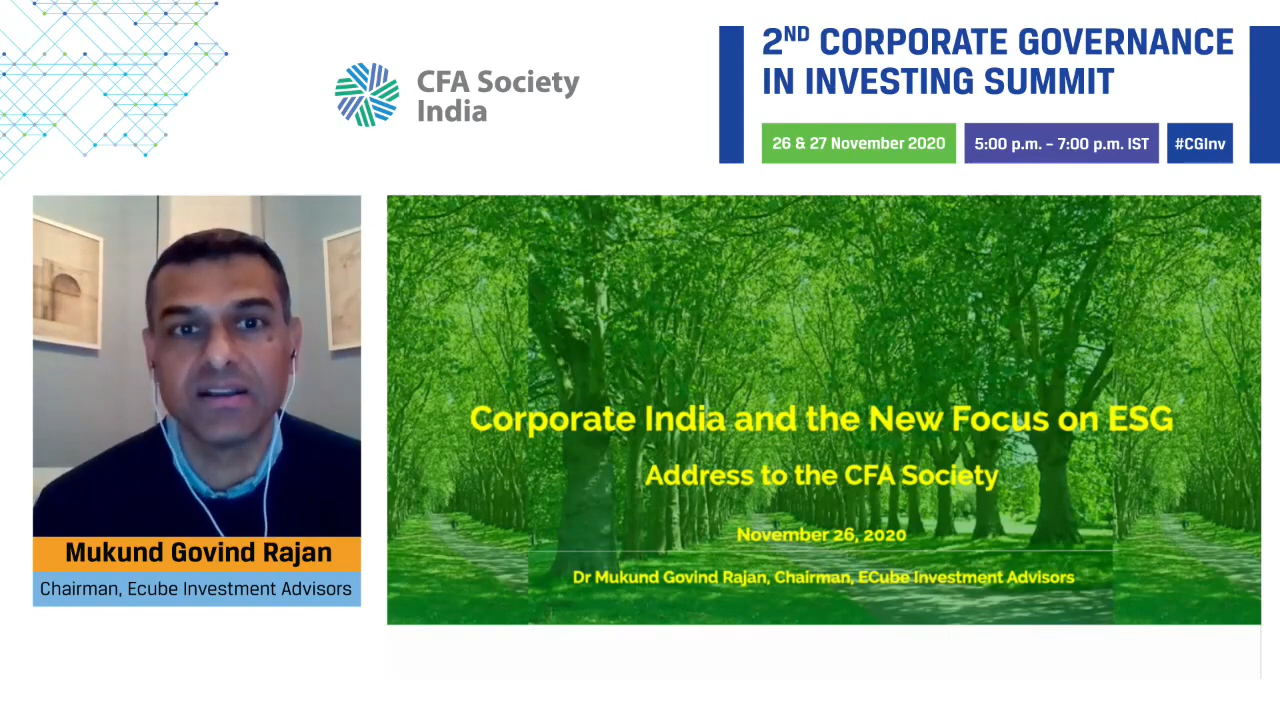 CFA Society
India
2ND CORPORATE GOVERNANCE
IN INVESTING SUMMIT
26 & 27 November 2020
5:00 p.m. – 7:00 p.m. IST
#CGInv
Mukund Govind Rajan
Chairman, Ecube Investment Advisors
Corporate India and the New Focus on ESG
Address to the CFA Society
November 26, 2020
Dr Mukund Govind Rajan, Chairman, ECube Investment Advisors